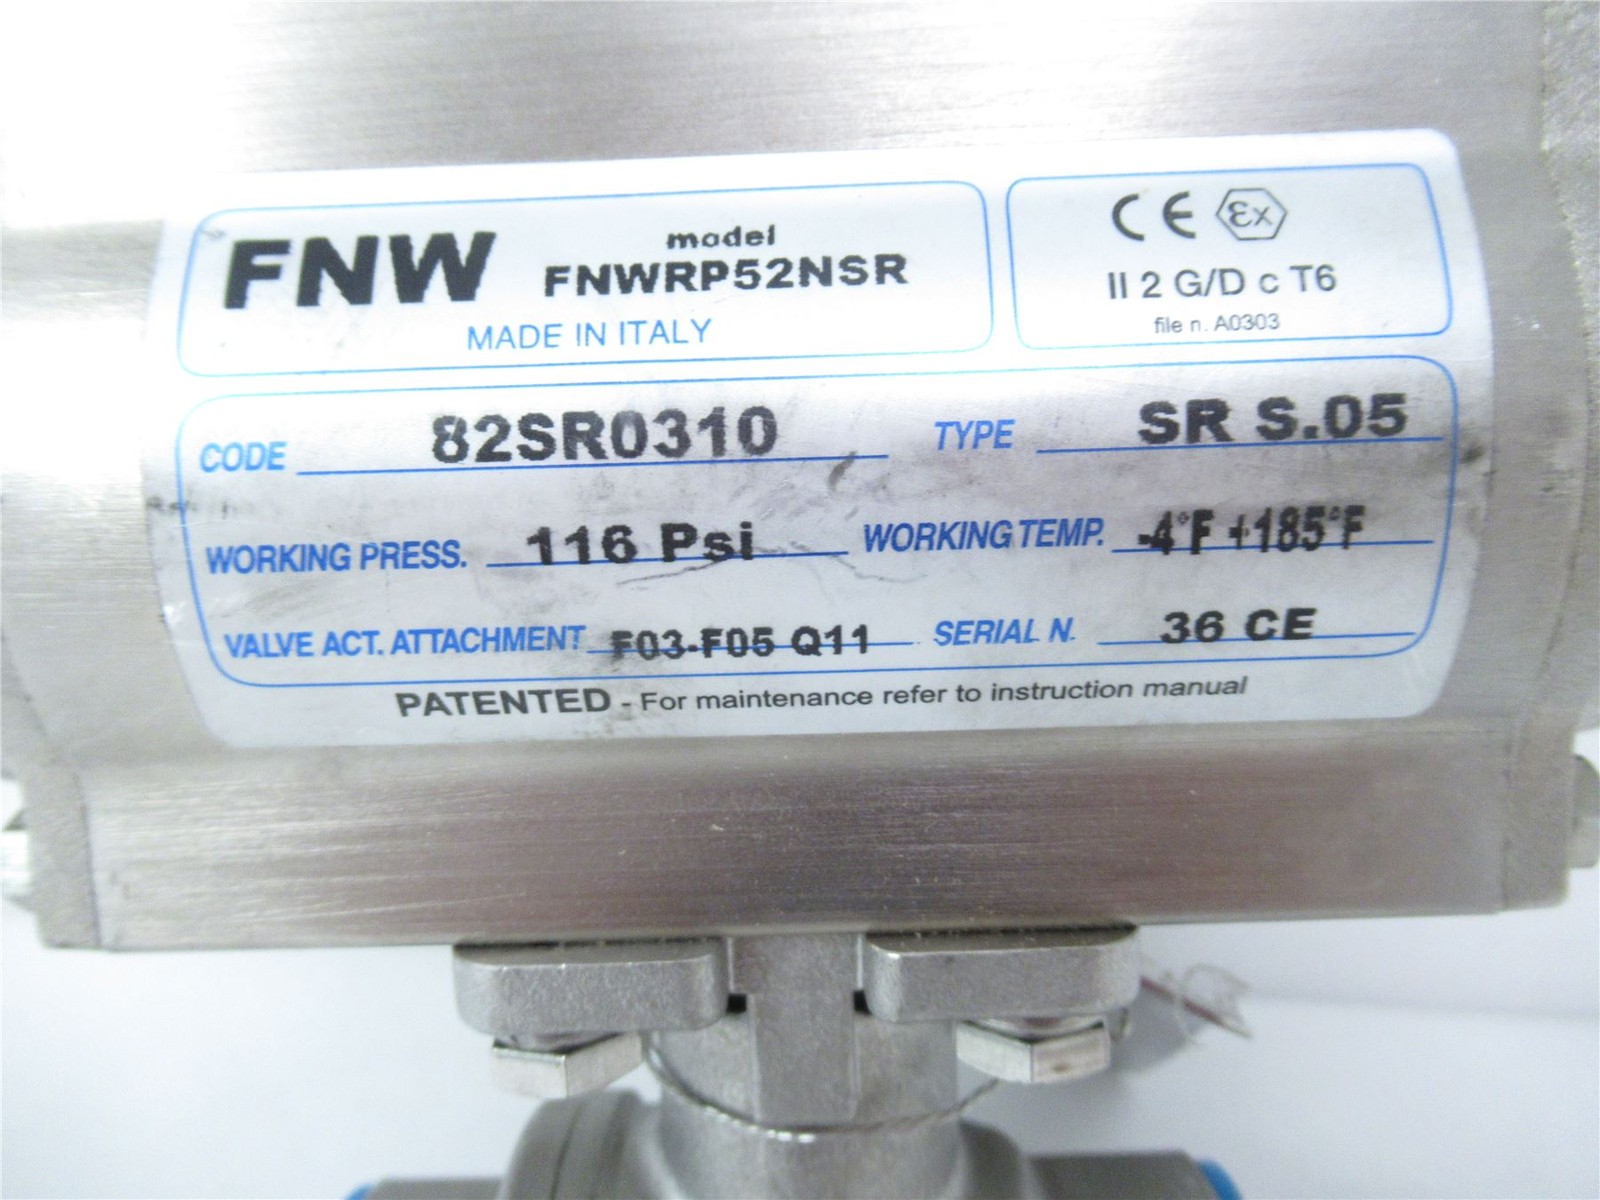 FNW model
FNWRP52NSR
MADE IN ITALY
CE Ex
II 2 G/D c T6
file n. A0303
CODE 82SR0310 TYPE SR S.05
WORKING PRESS. 116 Psi WORKING TEMP. -4°F +185°F
VALVE ACT. ATTACHMENT F03-F05 Q11 SERIAL N. 36 CE
PATENTED - For maintenance refer to instruction manual